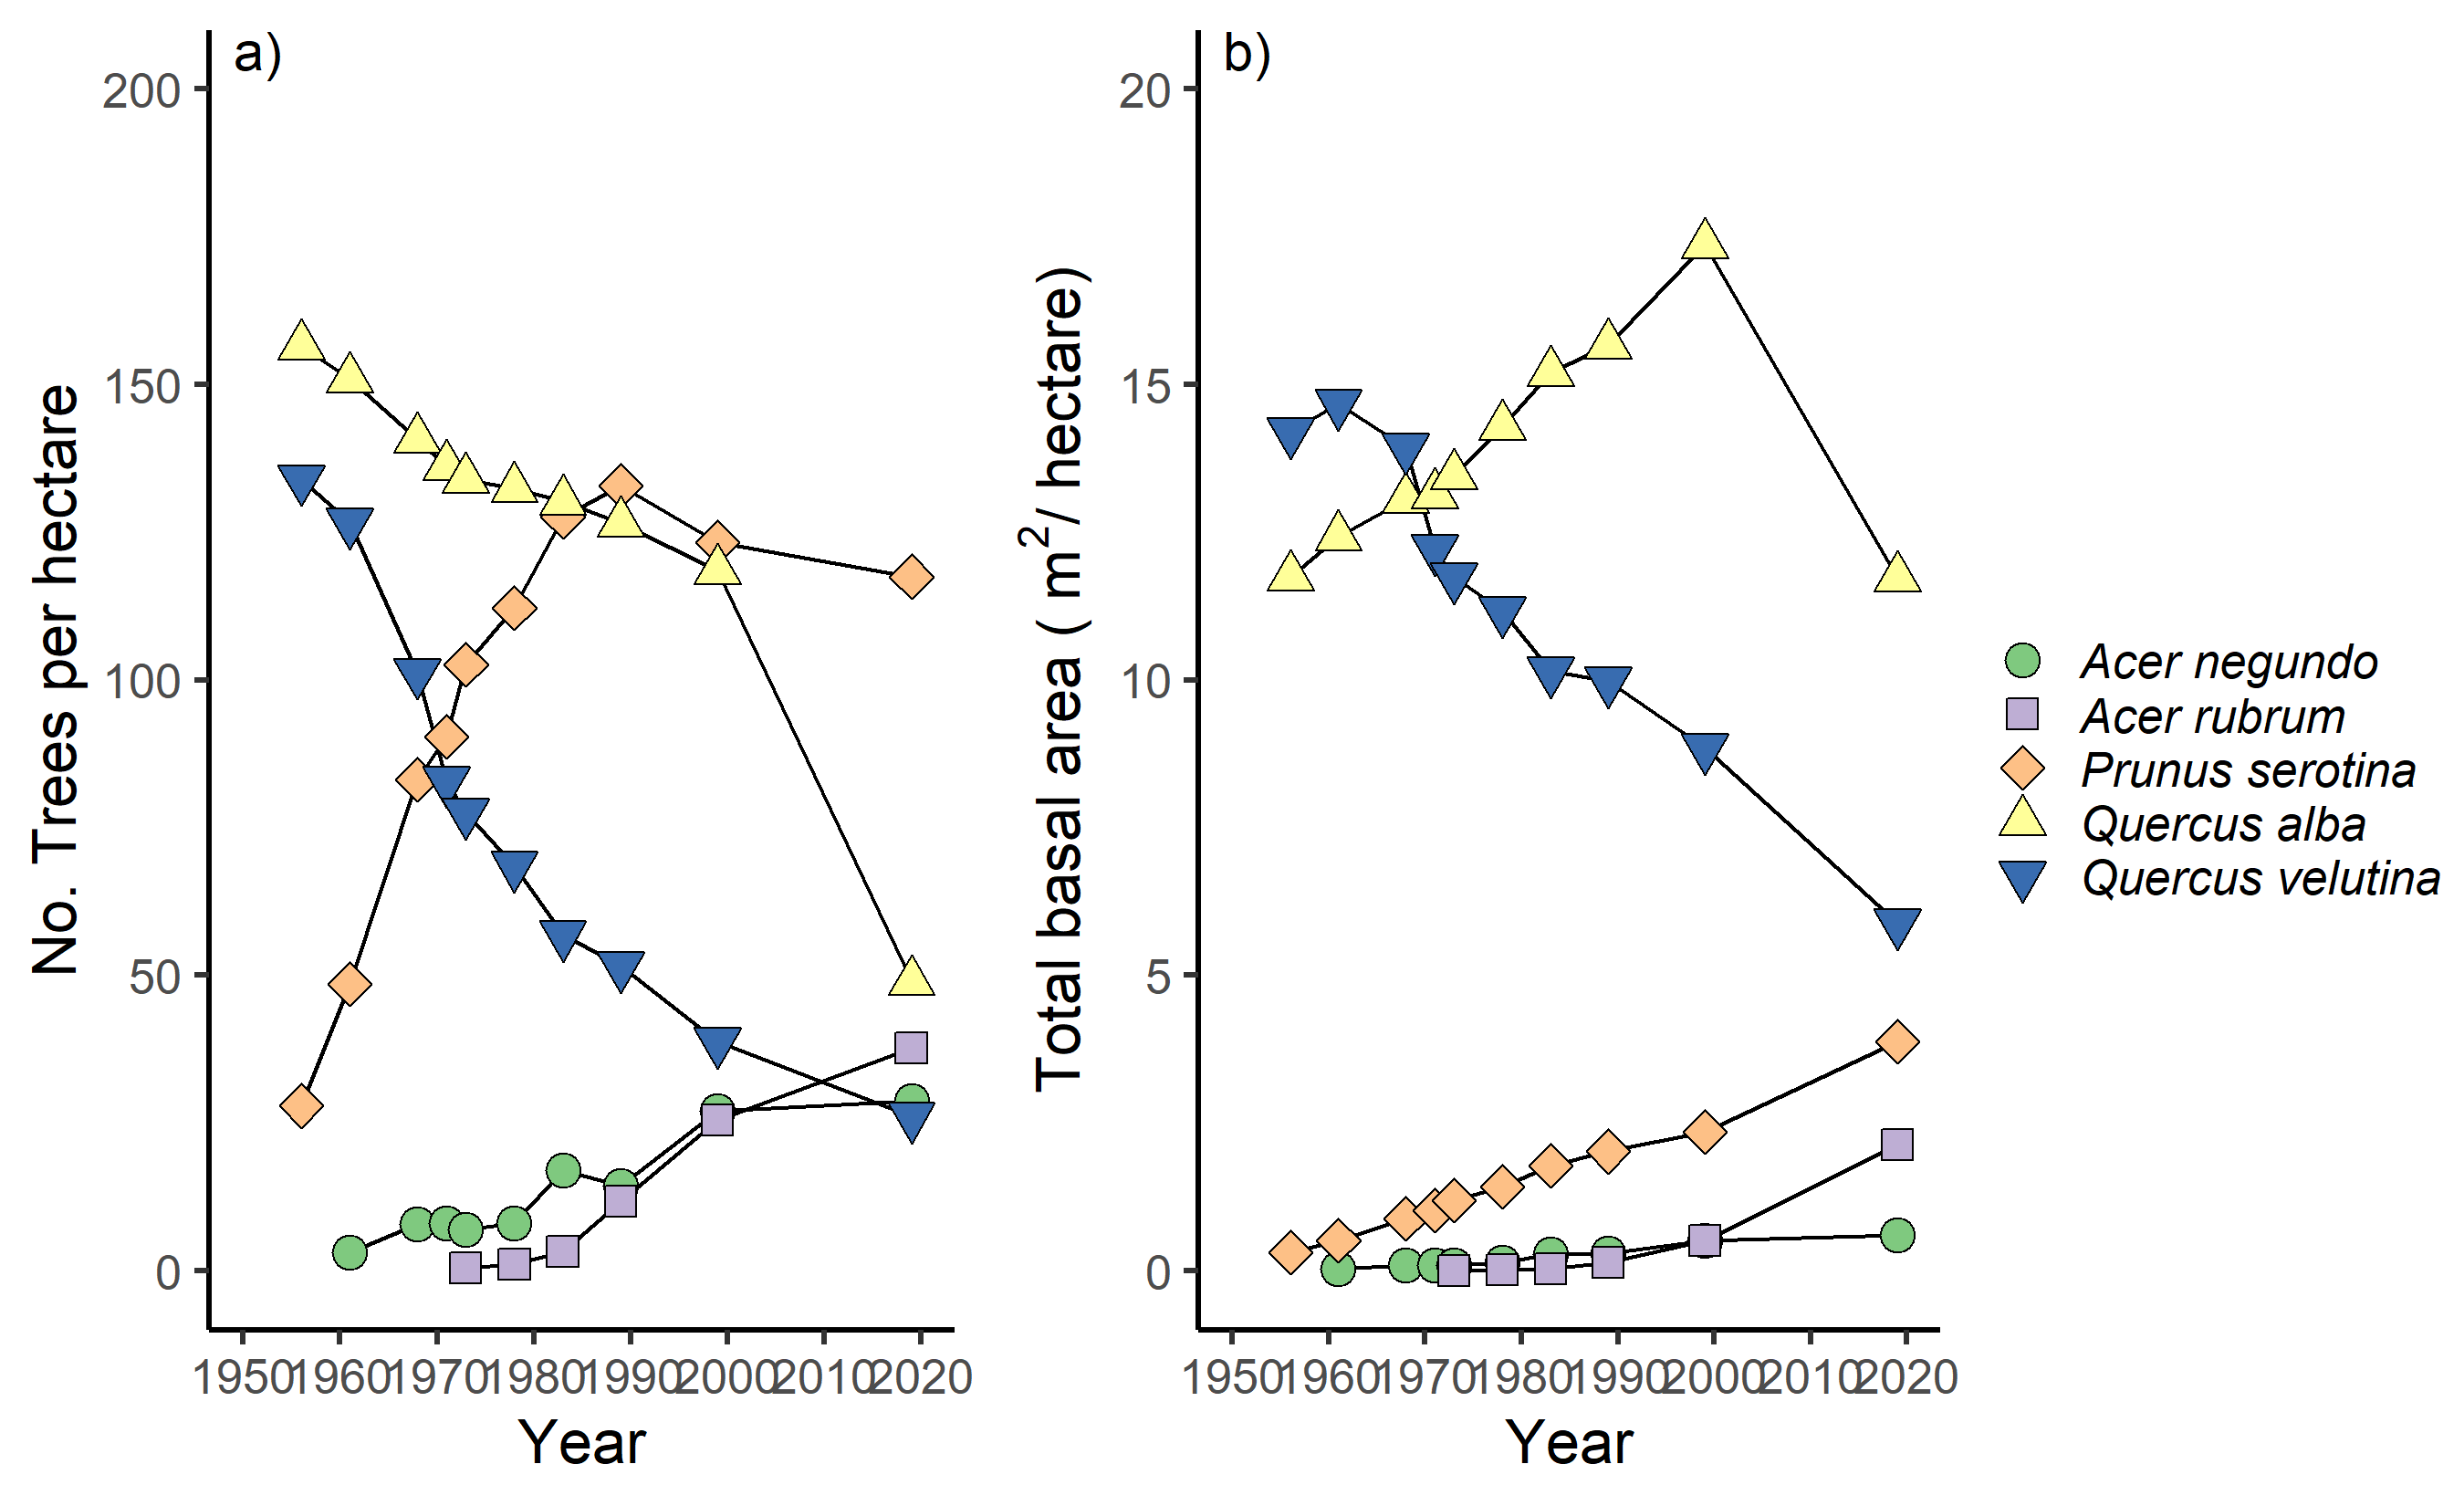 a)
200
150
100
50
0
No. Trees per hectare
1950 1960 1970 1980 1990 2000 2010 2020
Year
b)
20
15
10
5
0
Total basal area ( m²/ hectare)
1950 1960 1970 1980 1990 2000 2010 2020
Year
Acer negundo
Acer rubrum
Prunus serotina
Quercus alba
Quercus velutina